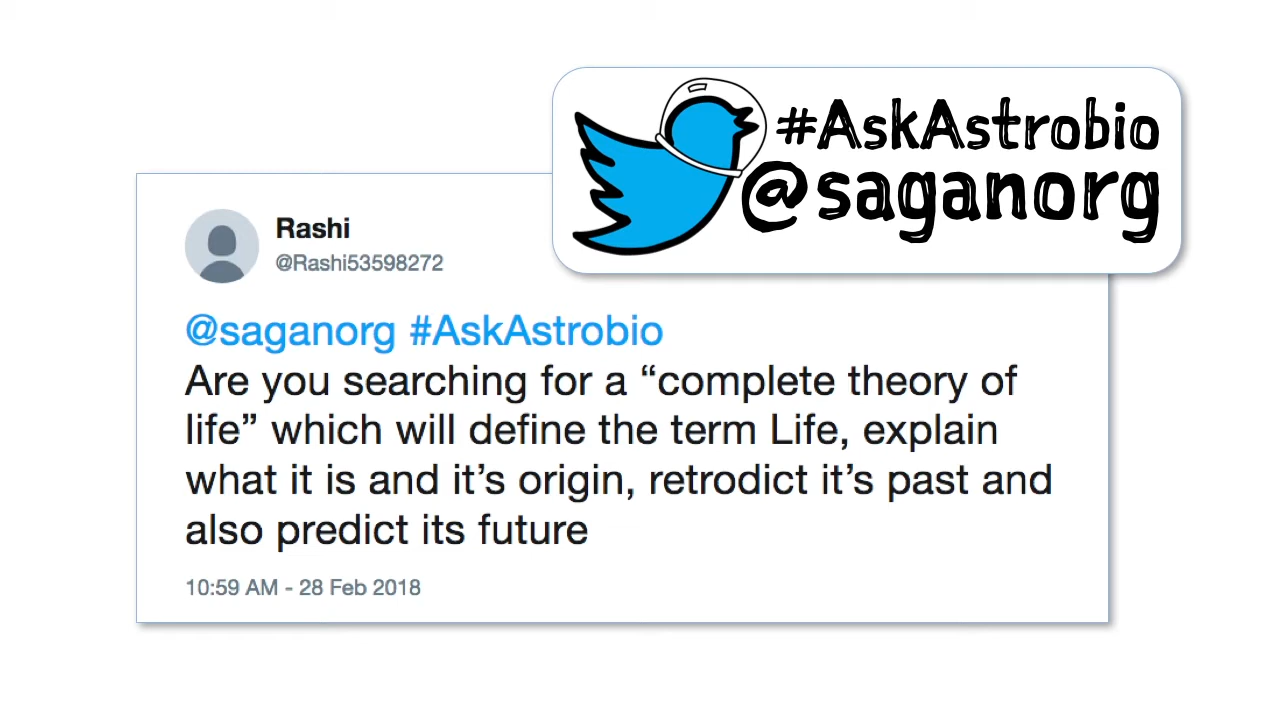 #AskAstrobio
@saganorg
Rashi
@Rashi53598272
@saganorg #AskAstrobio
Are you searching for a “complete theory of
life” which will define the term Life, explain
what it is and it’s origin, retrodict it’s past and
also predict its future
10:59 AM - 28 Feb 2018